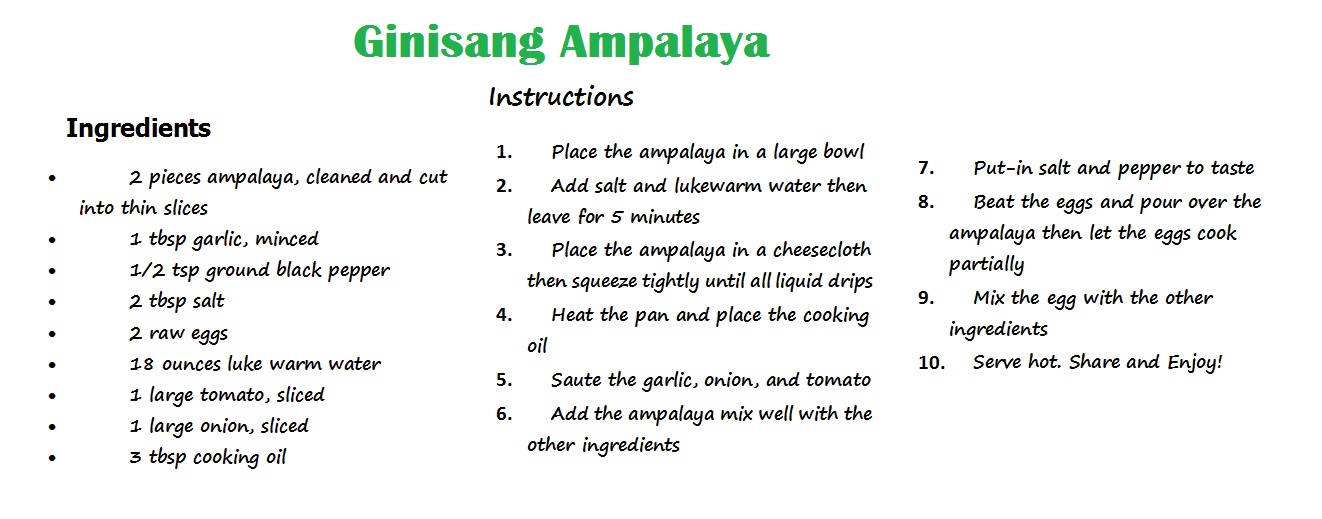 Ginisang Ampalaya
Ingredients
• 2 pieces ampalaya, cleaned and cut
into thin slices
• 1 tbsp garlic, minced
• 1/2 tsp ground black pepper
• 2 tbsp salt
• 2 raw eggs
• 18 ounces luke warm water
• 1 large tomato, sliced
• 1 large onion, sliced
• 3 tbsp cooking oil
Instructions
1. Place the ampalaya in a large bowl
2. Add salt and lukewarm water then
leave for 5 minutes
3. Place the ampalaya in a cheesecloth
then squeeze tightly until all liquid drips
4. Heat the pan and place the cooking
oil
5. Saute the garlic, onion, and tomato
6. Add the ampalaya mix well with the
other ingredients
7. Put-in salt and pepper to taste
8. Beat the eggs and pour over the
ampalaya then let the eggs cook
partially
9. Mix the egg with the other
ingredients
10. Serve hot. Share and Enjoy!